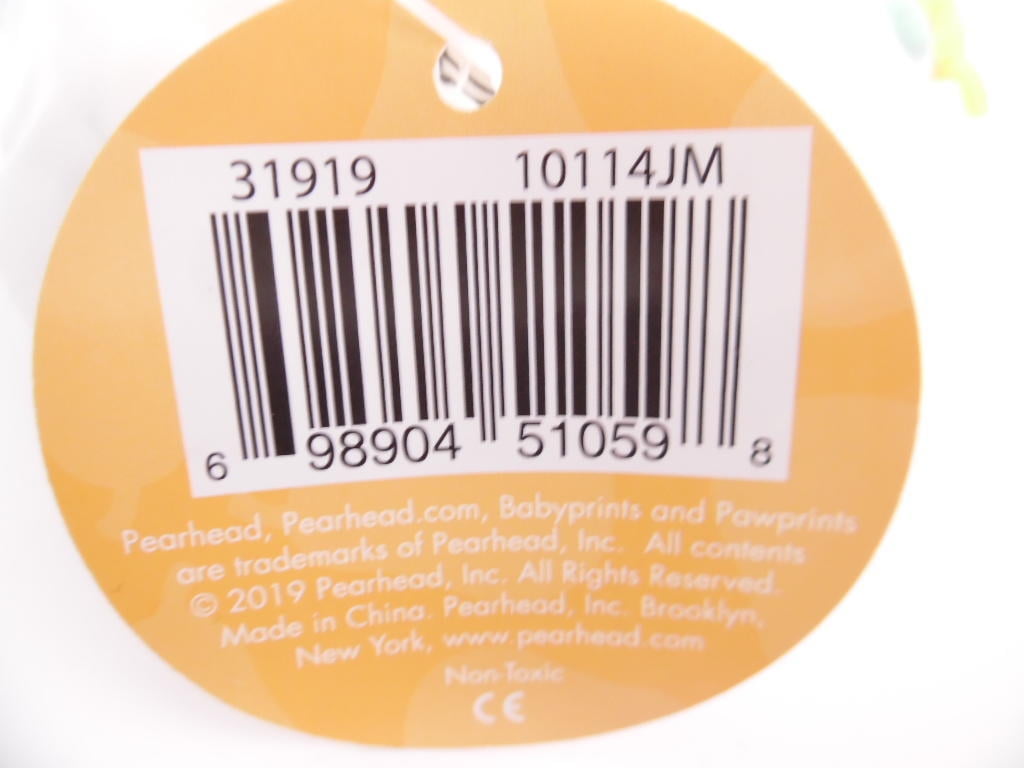 31919 10114JM
6 98904 51059 8
Pearhead, Pearhead.com, Babyprints and Pawprints
are trademarks of Pearhead, Inc. All contents
© 2019 Pearhead, Inc. All Rights Reserved.
Made in China. Pearhead, Inc. Brooklyn,
New York, www.pearhead.com
Non-Toxic
CE